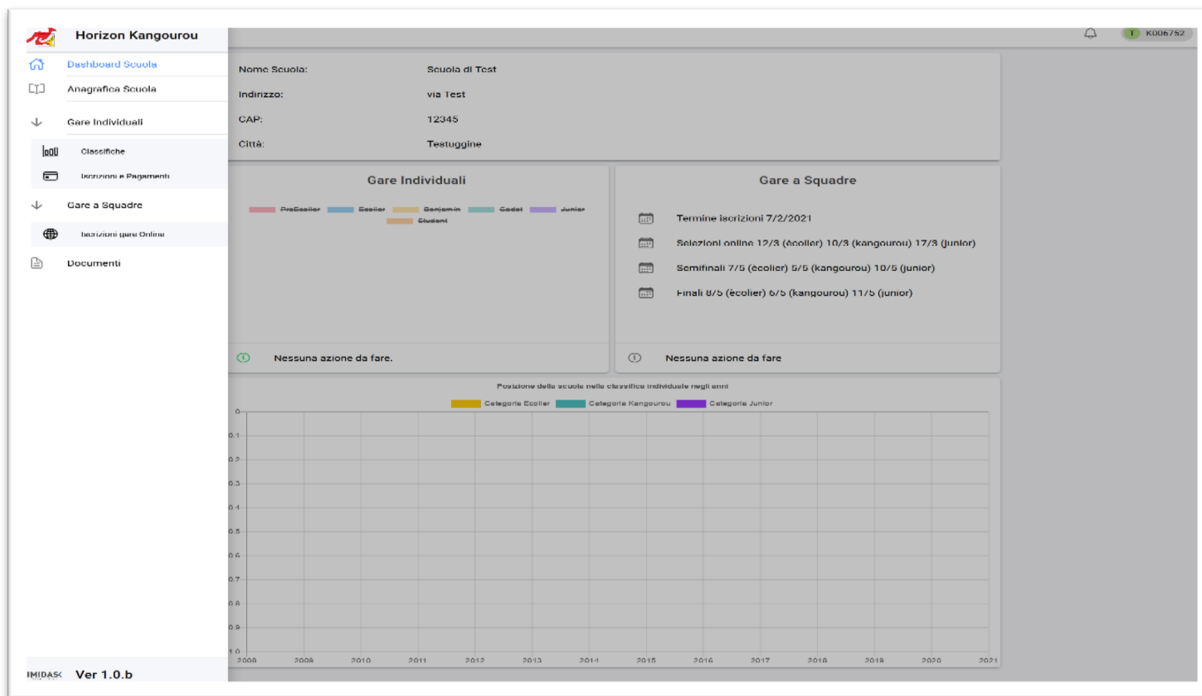 Horizon Kangourou
T K006752
Dashboard Scuola
Anagrafica Scuola
Gare Individuali
Classifiche
Iscrizioni e Pagamenti
Gare a Squadre
Iscrizioni gare Online
Documenti
IMIDAS Ver 1.0.b
Nome Scuola: Scuola di Test
Indirizzo: via Test
CAP: 12345
Città: Testuggine
Gare Individuali
PreEcolier Ecolier Benjamin Cadet Junior
Student
Nessuna azione da fare.
Gare a Squadre
Termine iscrizioni 7/2/2021
Selezioni online 12/3 (écolier) 10/3 (kangourou) 17/3 (junior)
Semifinali 7/5 (écolier) 5/5 (kangourou) 10/5 (junior)
Finali 8/5 (écolier) 6/5 (kangourou) 11/5 (junior)
Nessuna azione da fare
Posizione della scuola nella classifica individuale negli anni
Categoria Ecolier Categoria Kangourou Categoria Junior
0
0.1
0.2
0.3
0.4
0.5
0.6
0.7
0.8
0.9
1.0
2008 2009 2010 2011 2012 2013 2014 2015 2016 2017 2018 2019 2020 2021